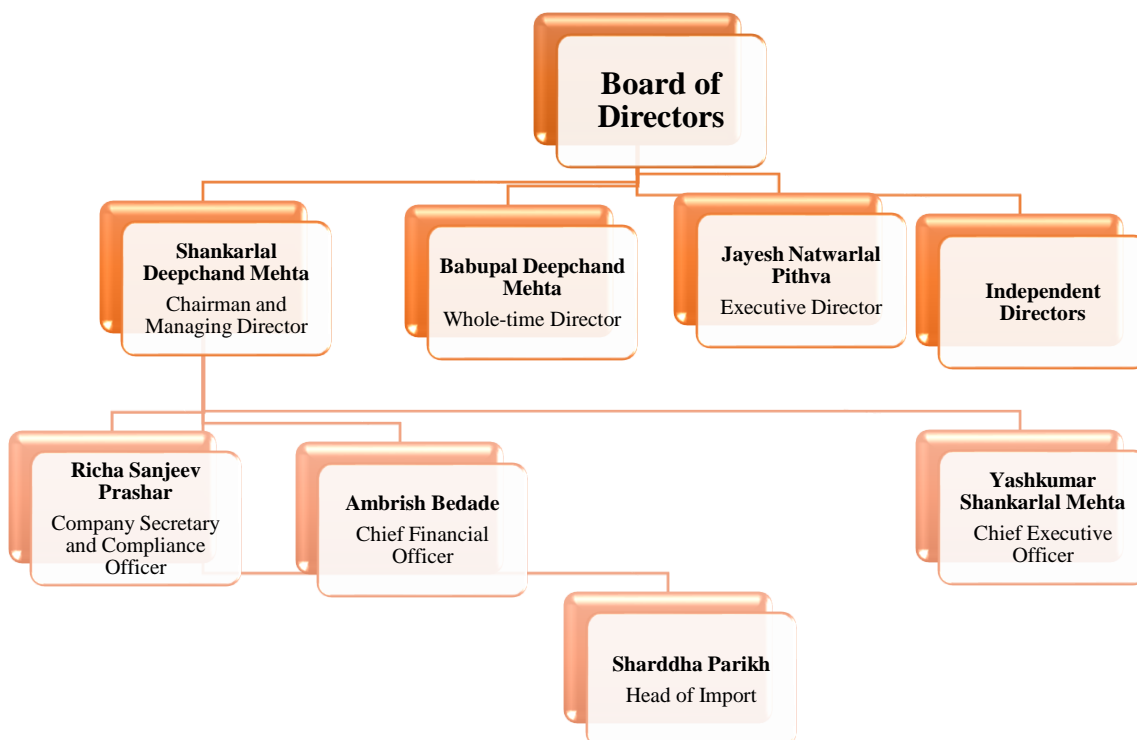 Board of
Directors
Shankarlal
Deepchand Mehta
Chairman and
Managing Director
Babupal Deepchand
Mehta
Whole-time Director
Jayesh Natwarlal
Pithva
Executive Director
Independent
Directors
Richa Sanjeev
Prashar
Company Secretary
and Compliance
Officer
Ambrish Bedade
Chief Financial
Officer
Yashkumar
Shankarlal Mehta
Chief Executive
Officer
Sharddha Parikh
Head of Import